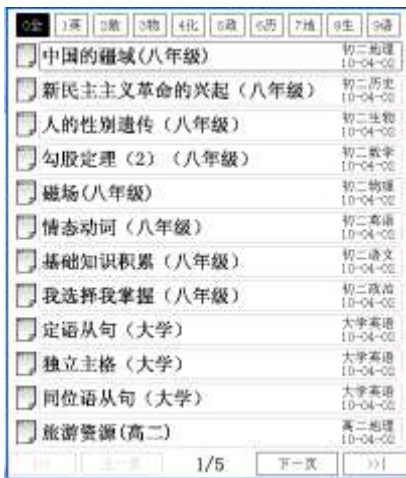 0全 1英 2数 3物 4化 5政 6历 7地 8生 9语
中国的疆域(八年级) 初二地理 10-04-02
新民主主义革命的兴起（八年级） 初二历史 10-04-02
人的性别遗传（八年级） 初二生物 10-04-02
勾股定理（2）（八年级） 初二数学 10-04-02
磁场(八年级) 初二物理 10-04-02
情态动词（八年级） 初二英语 10-04-02
基础知识积累（八年级） 初二语文 10-04-02
我选择我掌握（八年级） 初二政治 10-04-02
定语从句（大学） 大学英语 10-04-02
独立主格（大学） 大学英语 10-04-02
同位语从句（大学） 大学英语 10-04-02
旅游资源(高二) 高二地理 10-04-02
|<< 上一页 1/5 下一页 >>|